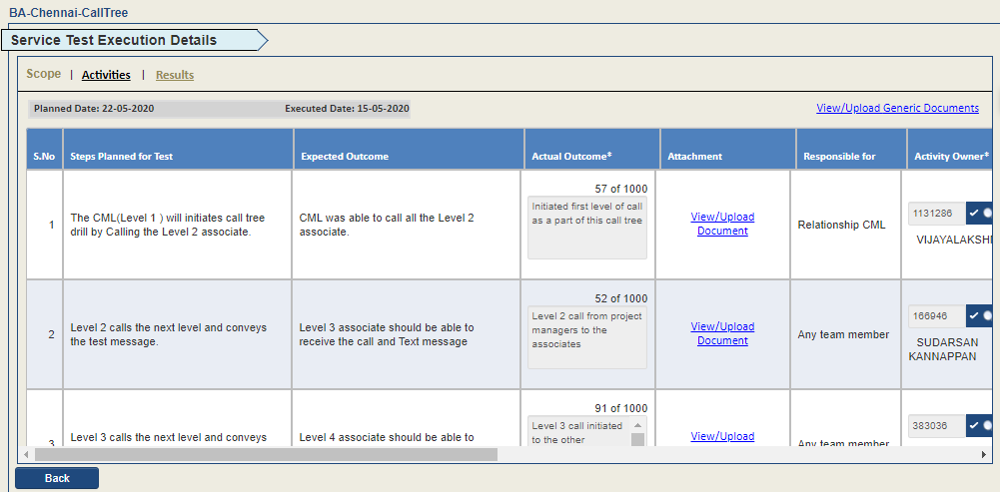 BA-Chennai-CallTree
Service Test Execution Details
Scope | Activities | Results
Planned Date: 22-05-2020 Executed Date: 15-05-2020 View/Upload Generic Documents
S.No Steps Planned for Test Expected Outcome Actual Outcome* Attachment Responsible for Activity Owner*
57 of 1000
1 The CML(Level 1 ) will initiates call tree
drill by Calling the Level 2 associate.
CML was able to call all the Level 2
associate.
Initiated first level of call
as a part of this call tree
View/Upload
Document
Relationship CML
1131286
VIJAYALAKSHI
52 of 1000
2 Level 2 calls the next level and conveys
the test message.
Level 3 associate should be able to
receive the call and Text message
Level 2 call from project
managers to the
associates
View/Upload
Document
Any team member
166946
SUDARSAN
KANNAPPAN
91 of 1000
3 Level 3 calls the next level and conveys
Level 4 associate should be able to
Level 3 call initiated
to the other
View/Upload
Any team member
383036
Back